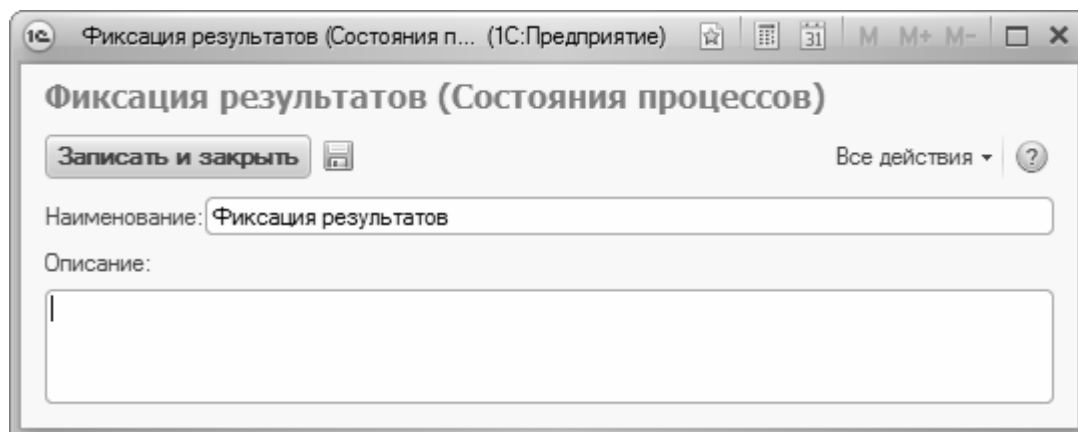 1С Фиксация результатов (Состояния п... (1С:Предприятие) 31 M M+ M-
Фиксация результатов (Состояния процессов)
Записать и закрыть Все действия ?
Наименование: Фиксация результатов
Описание: